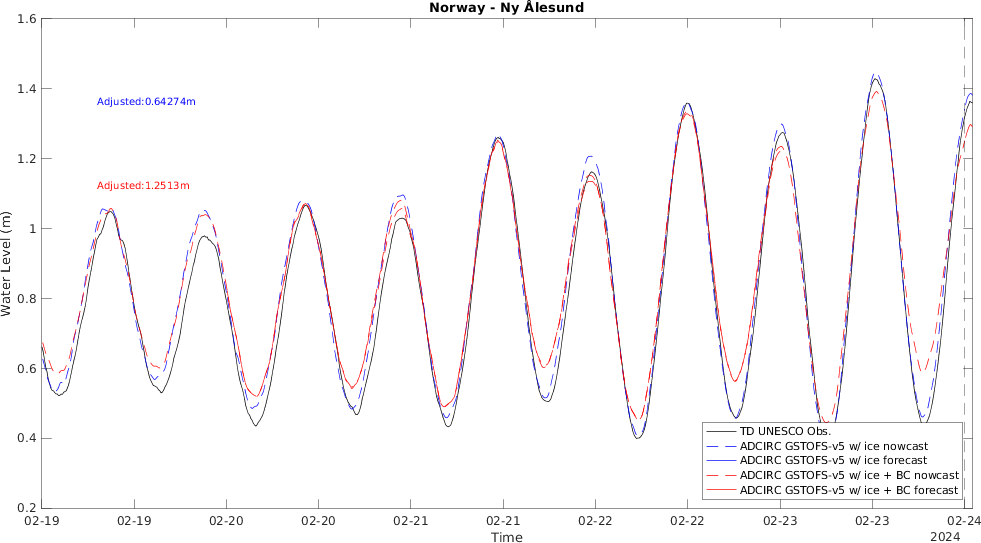 Norway - Ny Ålesund
1.6
1.4
1.2
1
0.8
0.6
0.4
0.2
Water Level (m)
Adjusted:0.64274m
Adjusted:1.2513m
TD UNESCO Obs.
ADCIRC GSTOFS-v5 w/ ice nowcast
ADCIRC GSTOFS-v5 w/ ice forecast
ADCIRC GSTOFS-v5 w/ ice + BC nowcast
ADCIRC GSTOFS-v5 w/ ice + BC forecast
02-19 02-19 02-20 02-20 02-21 02-21 02-22 02-22 02-23 02-23 02-24
Time
2024